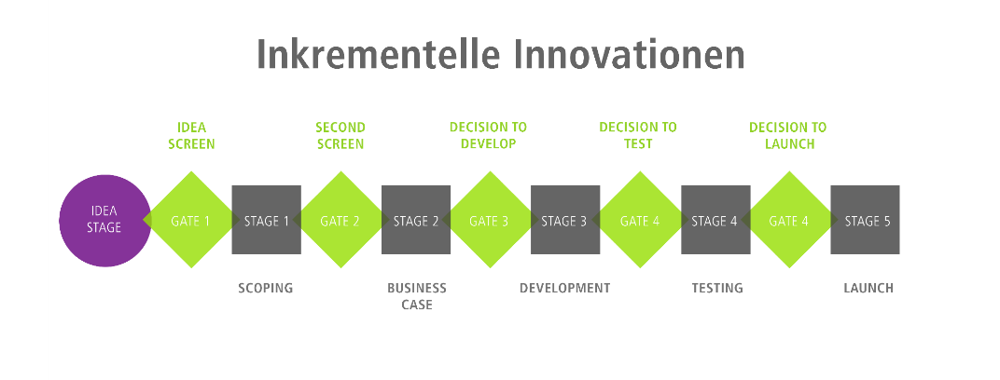 Inkrementelle Innovationen
IDEA
SCREEN
SECOND
SCREEN
DECISION TO
DEVELOP
DECISION TO
TEST
DECISION TO
LAUNCH
IDEA
STAGE
GATE 1
STAGE 1
GATE 2
STAGE 2
GATE 3
STAGE 3
GATE 4
STAGE 4
GATE 4
STAGE 5
SCOPING
BUSINESS
CASE
DEVELOPMENT
TESTING
LAUNCH